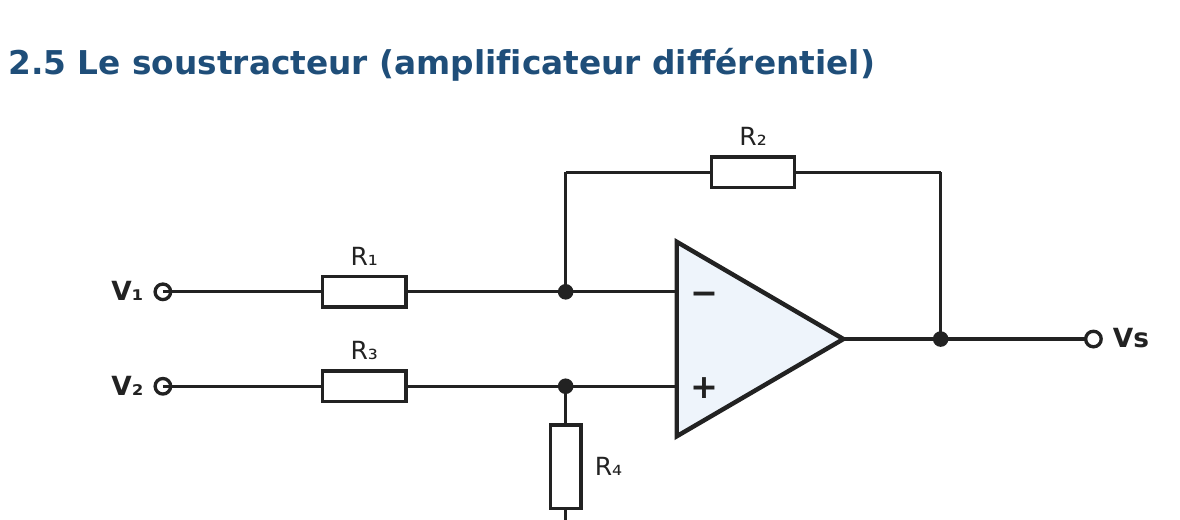 2.5 Le soustracteur (amplificateur différentiel)
R₂
R₁
V₁
−
R₃
V₂
+
Vs
R₄